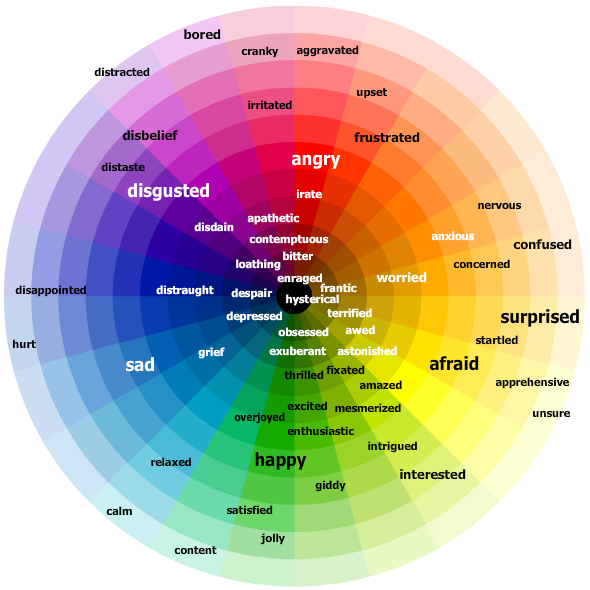 bored
cranky
aggravated
distracted
upset
irritated
disbelief
frustrated
angry
distaste
disgusted
irate
nervous
apathetic
disdain
anxious
contemptuous
confused
bitter
loathing
concerned
enraged
worried
frantic
disappointed
distraught
despair
hysterical
terrified
depressed
surprised
obsessed
awed
startled
hurt
grief
exuberant
astonished
sad
afraid
thrilled
fixated
amazed
apprehensive
excited
mesmerized
unsure
overjoyed
enthusiastic
intrigued
relaxed
happy
interested
giddy
calm
satisfied
jolly
content